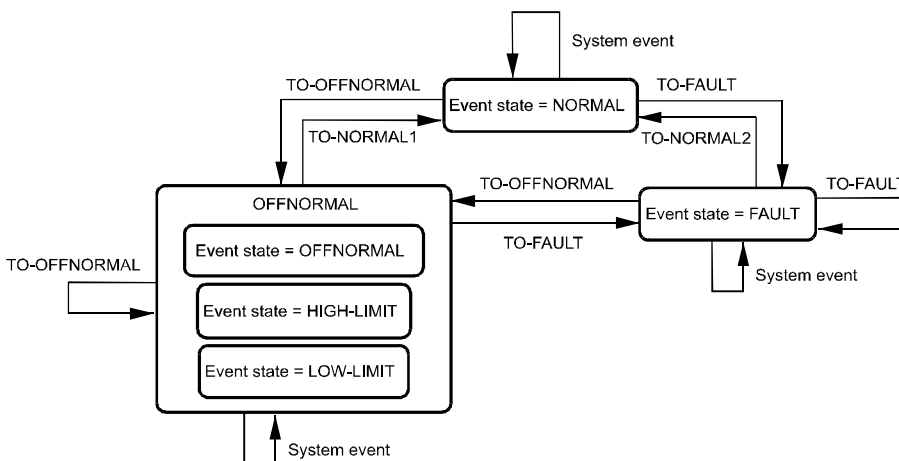 System event
TO-OFFNORMAL
TO-FAULT
Event state = NORMAL
TO-NORMAL1
TO-NORMAL2
TO-OFFNORMAL
TO-FAULT
OFFNORMAL
Event state = FAULT
Event state = OFFNORMAL
TO-FAULT
TO-OFFNORMAL
System event
Event state = HIGH-LIMIT
Event state = LOW-LIMIT
System event